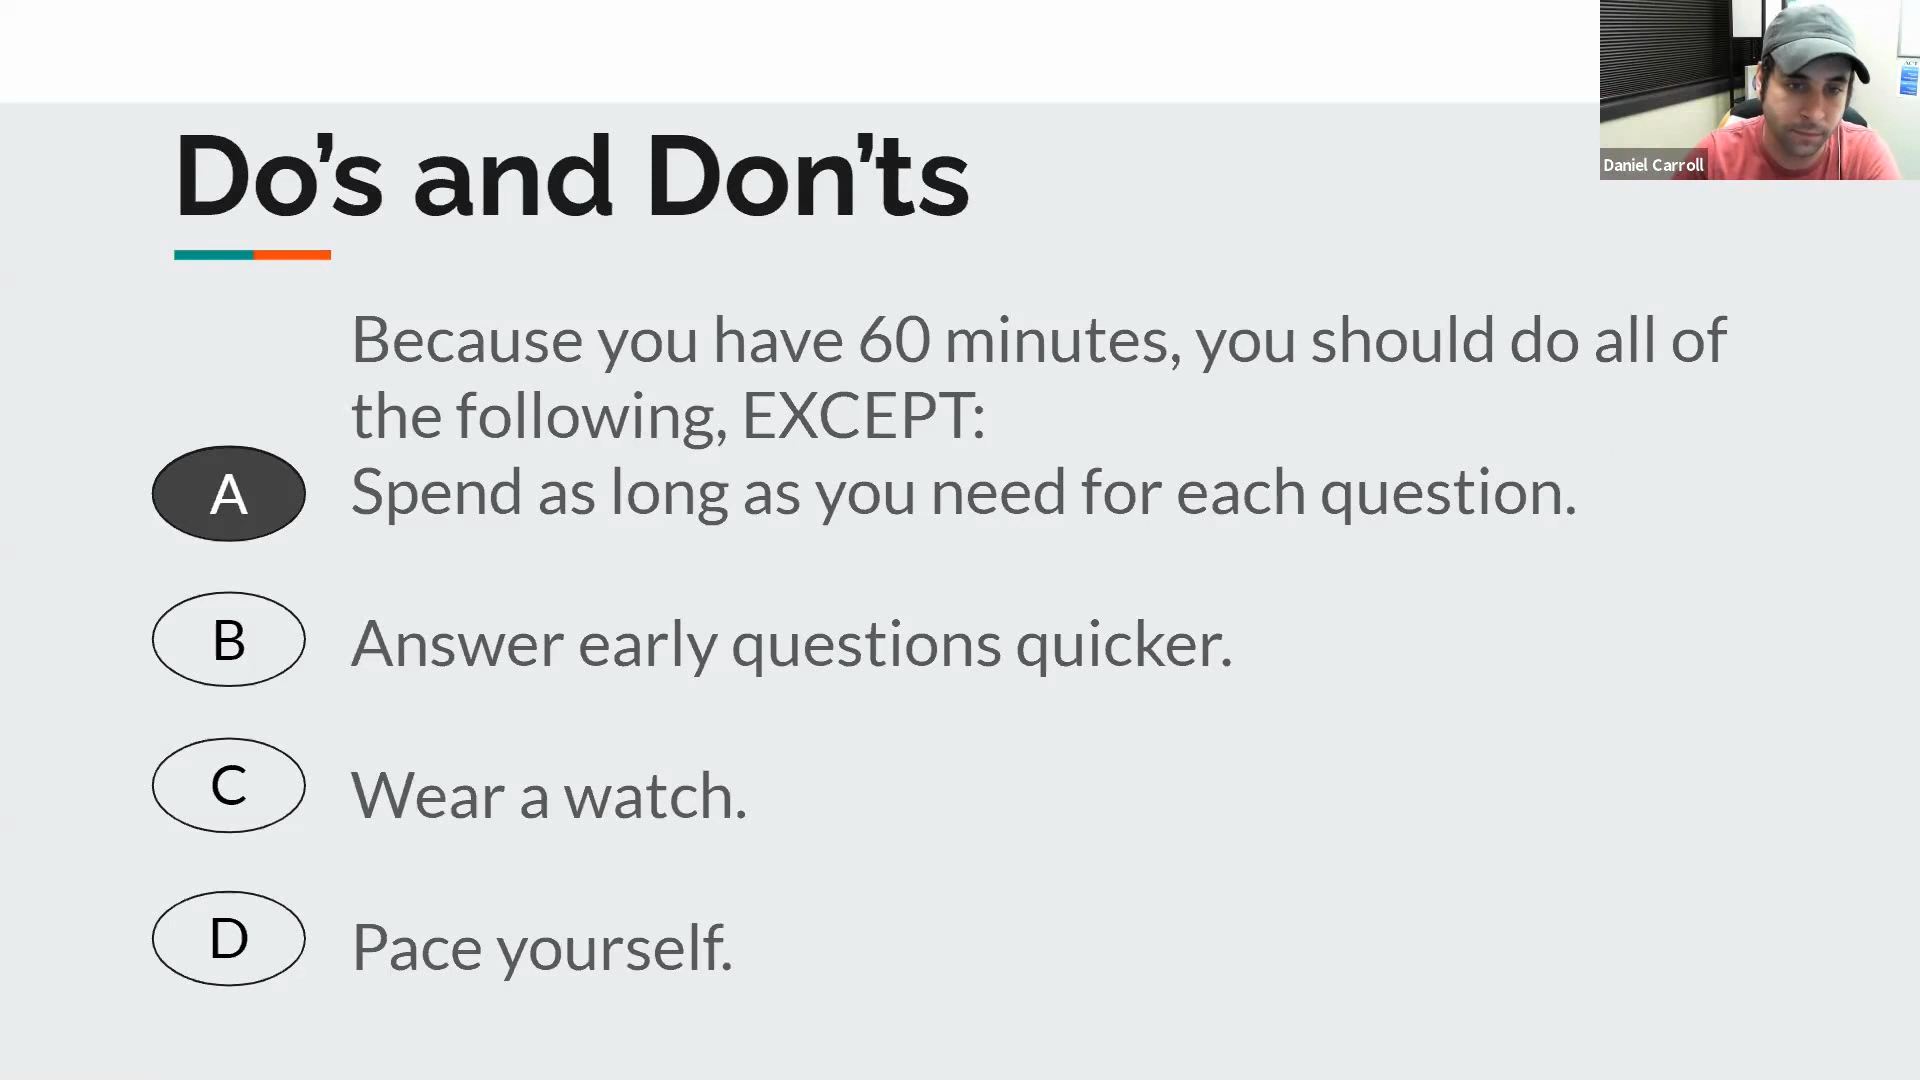 Do’s and Don’ts
Daniel Carroll
ACT
Because you have 60 minutes, you should do all of
the following, EXCEPT:
A Spend as long as you need for each question.
B Answer early questions quicker.
C Wear a watch.
D Pace yourself.